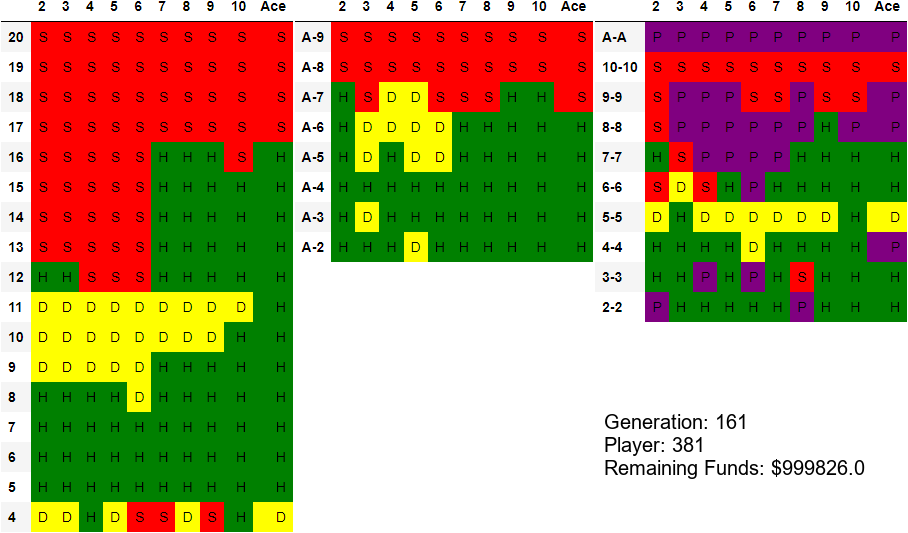 2 3 4 5 6 7 8 9 10 Ace
20 S S S S S S S S S S
19 S S S S S S S S S S
18 S S S S S S S S S S
17 S S S S S S S S S S
16 S S S S S H H H S H
15 S S S S S H H H H H
14 S S S S S H H H H H
13 S S S S S H H H H H
12 H H S S S H H H H H
11 D D D D D D D D D H
10 D D D D D D D D H H
9 D D D D D H H H H H
8 H H H H D H H H H H
7 H H H H H H H H H H
6 H H H H H H H H H H
5 H H H H H H H H H H
4 D D H D S S D S H D
2 3 4 5 6 7 8 9 10 Ace
A-9 S S S S S S S S S S
A-8 S S S S S S S S S S
A-7 H S D D S S S H H S
A-6 H D D D D H H H H H
A-5 H D H D D H H H H H
A-4 H H H H H H H H H H
A-3 H D H H H H H H H H
A-2 H H H D H H H H H H
2 3 4 5 6 7 8 9 10 Ace
A-A P P P P P P P P P P
10-10 S S S S S S S S S S
9-9 S P P P S S P S S P
8-8 S P P P P P P H P P
7-7 H S P P P P H H H H
6-6 S D S H P H H H H H
5-5 D H D D D D D D H D
4-4 H H H H D H H H H P
3-3 H H P H P H S H H H
2-2 P H H H H H P H H H
Generation: 161
Player: 381
Remaining Funds: $999826.0